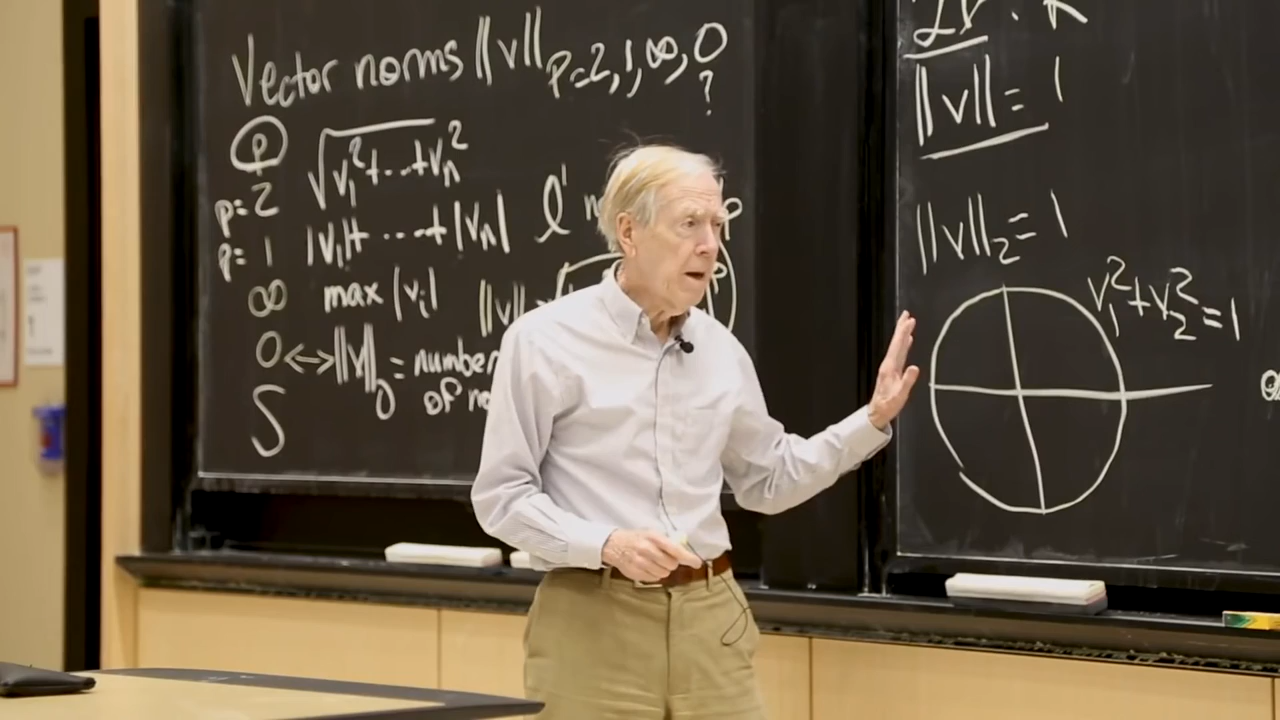 Vector norms ||v||p=2,1,∞,0
?
p
p=2 √v₁²+...+vₙ²
p=1 |v₁|+...+|vₙ| l¹
∞ max |vᵢ| ||v||
0 ↔ ||v||₀ = number
of
S
||v|| = 1
||v||₂ = 1
v₁²+v₂²=1